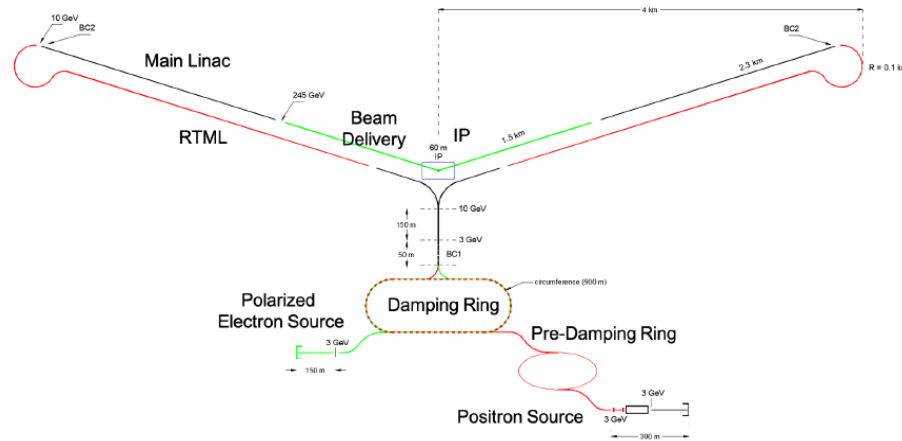 4 km
10 GeV
BC2
BC2
Main Linac
2.3 km
R = 0.1 k
245 GeV
Beam
Delivery
IP
1.5 km
RTML
60 m
IP
10 GeV
150 m
3 GeV
50 m
BC1
circumference (900 m)
Damping Ring
Polarized
Electron Source
Pre-Damping Ring
3 GeV
150 m
3 GeV
Positron Source
3 GeV
380 m